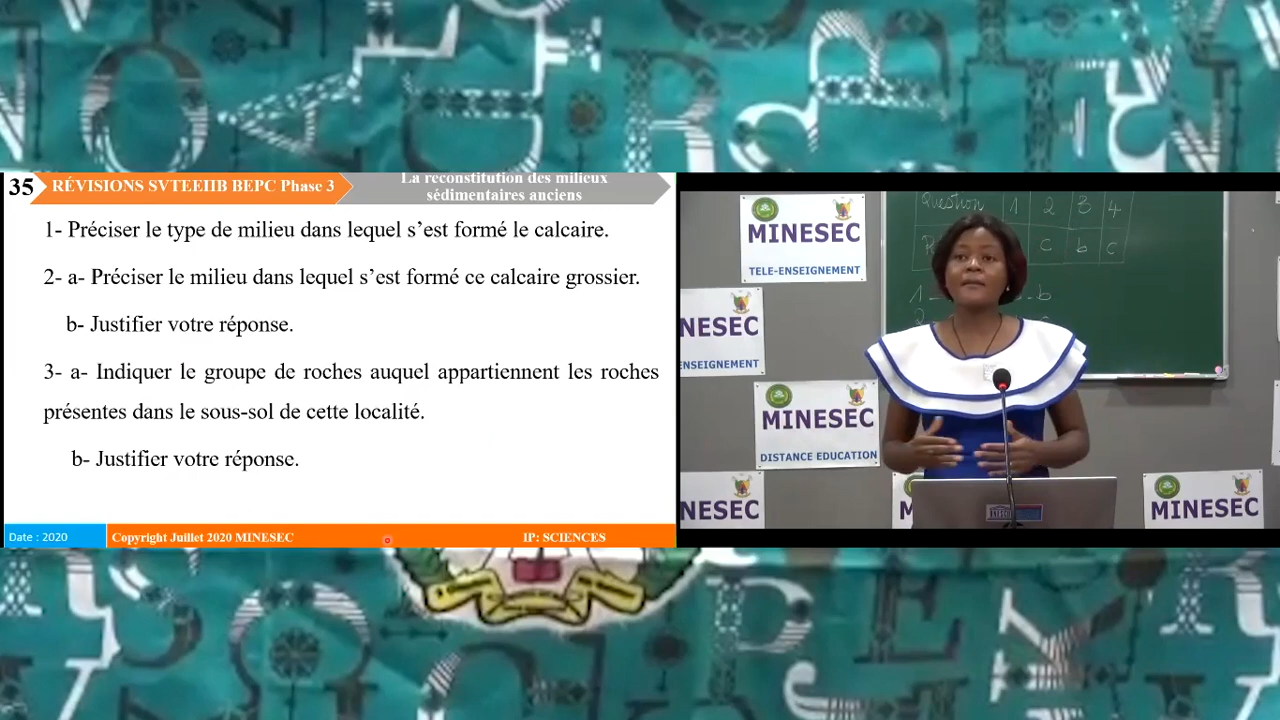 35
RÉVISIONS SVTEEHB BEPC Phase 3
La reconstitution des milieux
sédimentaires anciens
1- Préciser le type de milieu dans lequel s’est formé le calcaire.
2- a- Préciser le milieu dans lequel s’est formé ce calcaire grossier.
b- Justifier votre réponse.
3- a- Indiquer le groupe de roches auquel appartiennent les roches
présentes dans le sous-sol de cette localité.
b- Justifier votre réponse.
Date : 2020
Copyright Juillet 2020 MINESEC
IP: SCIENCES
MINESEC
TELE-ENSEIGNEMENT
NESEC
ENSEIGNEMENT
MINESEC
DISTANCE EDUCATION
NESEC
MINESEC
Question 1 2 3 4
c b c
1 - b